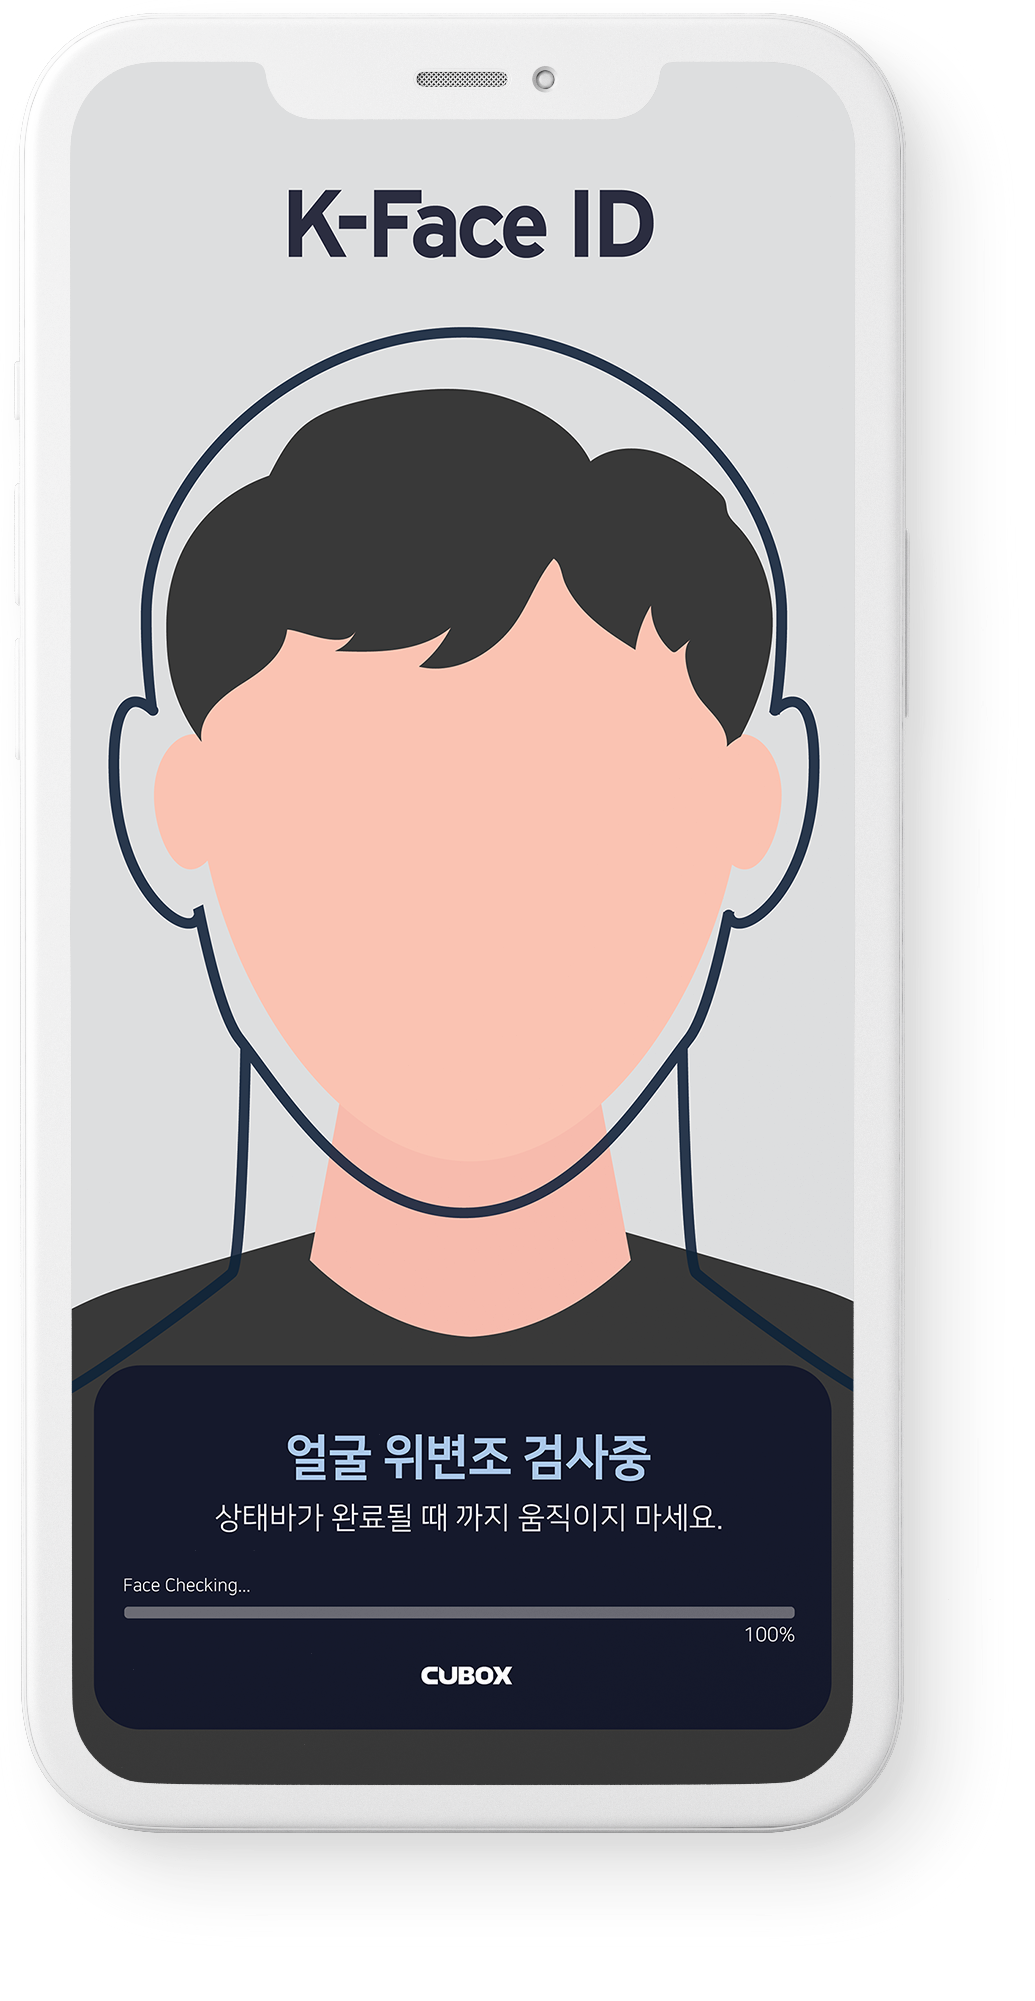 K-Face ID
얼굴 위변조 검사중
상태바가 완료될 때 까지 움직이지 마세요.
Face Checking...
100%
CUBOX